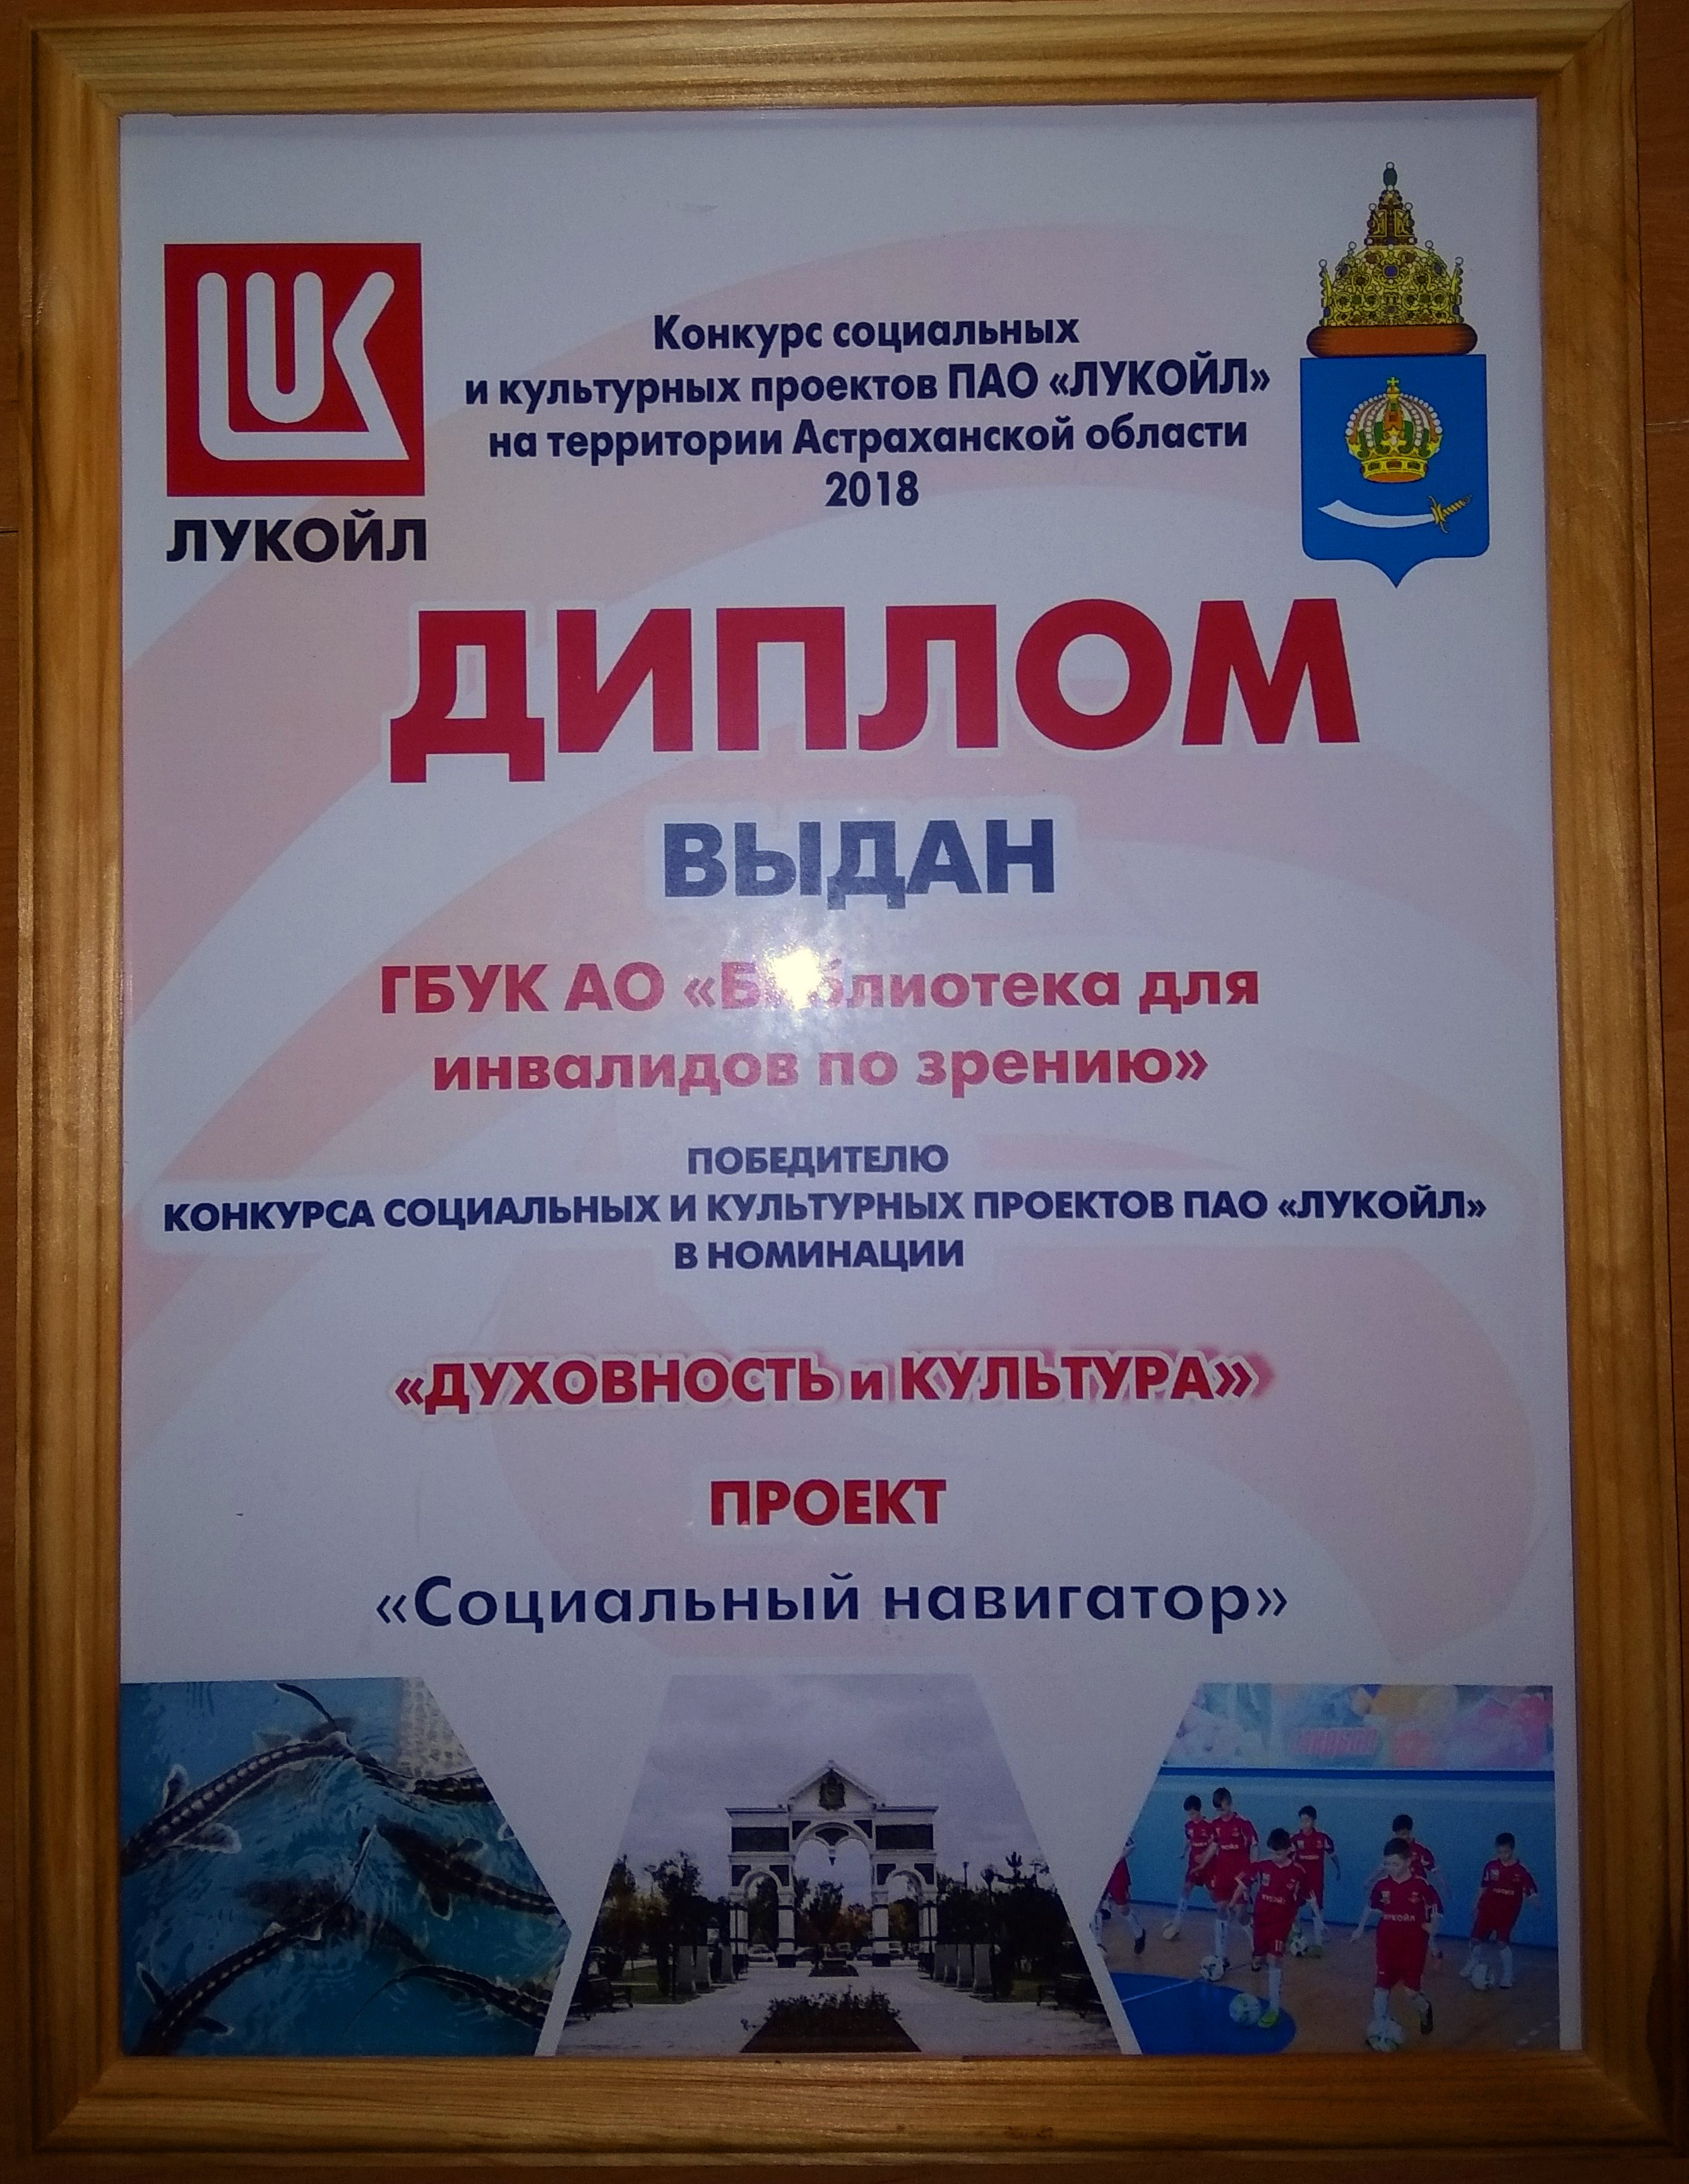 ЛУКОЙЛ
Конкурс социальных
и культурных проектов ПАО «ЛУКОЙЛ»
на территории Астраханской области
2018
ДИПЛОМ
ВЫДАН
ГБУК АО «Библиотека для
инвалидов по зрению»
ПОБЕДИТЕЛЮ
КОНКУРСА СОЦИАЛЬНЫХ И КУЛЬТУРНЫХ ПРОЕКТОВ ПАО «ЛУКОЙЛ»
В НОМИНАЦИИ
«ДУХОВНОСТЬ и КУЛЬТУРА»
ПРОЕКТ
«Социальный навигатор»